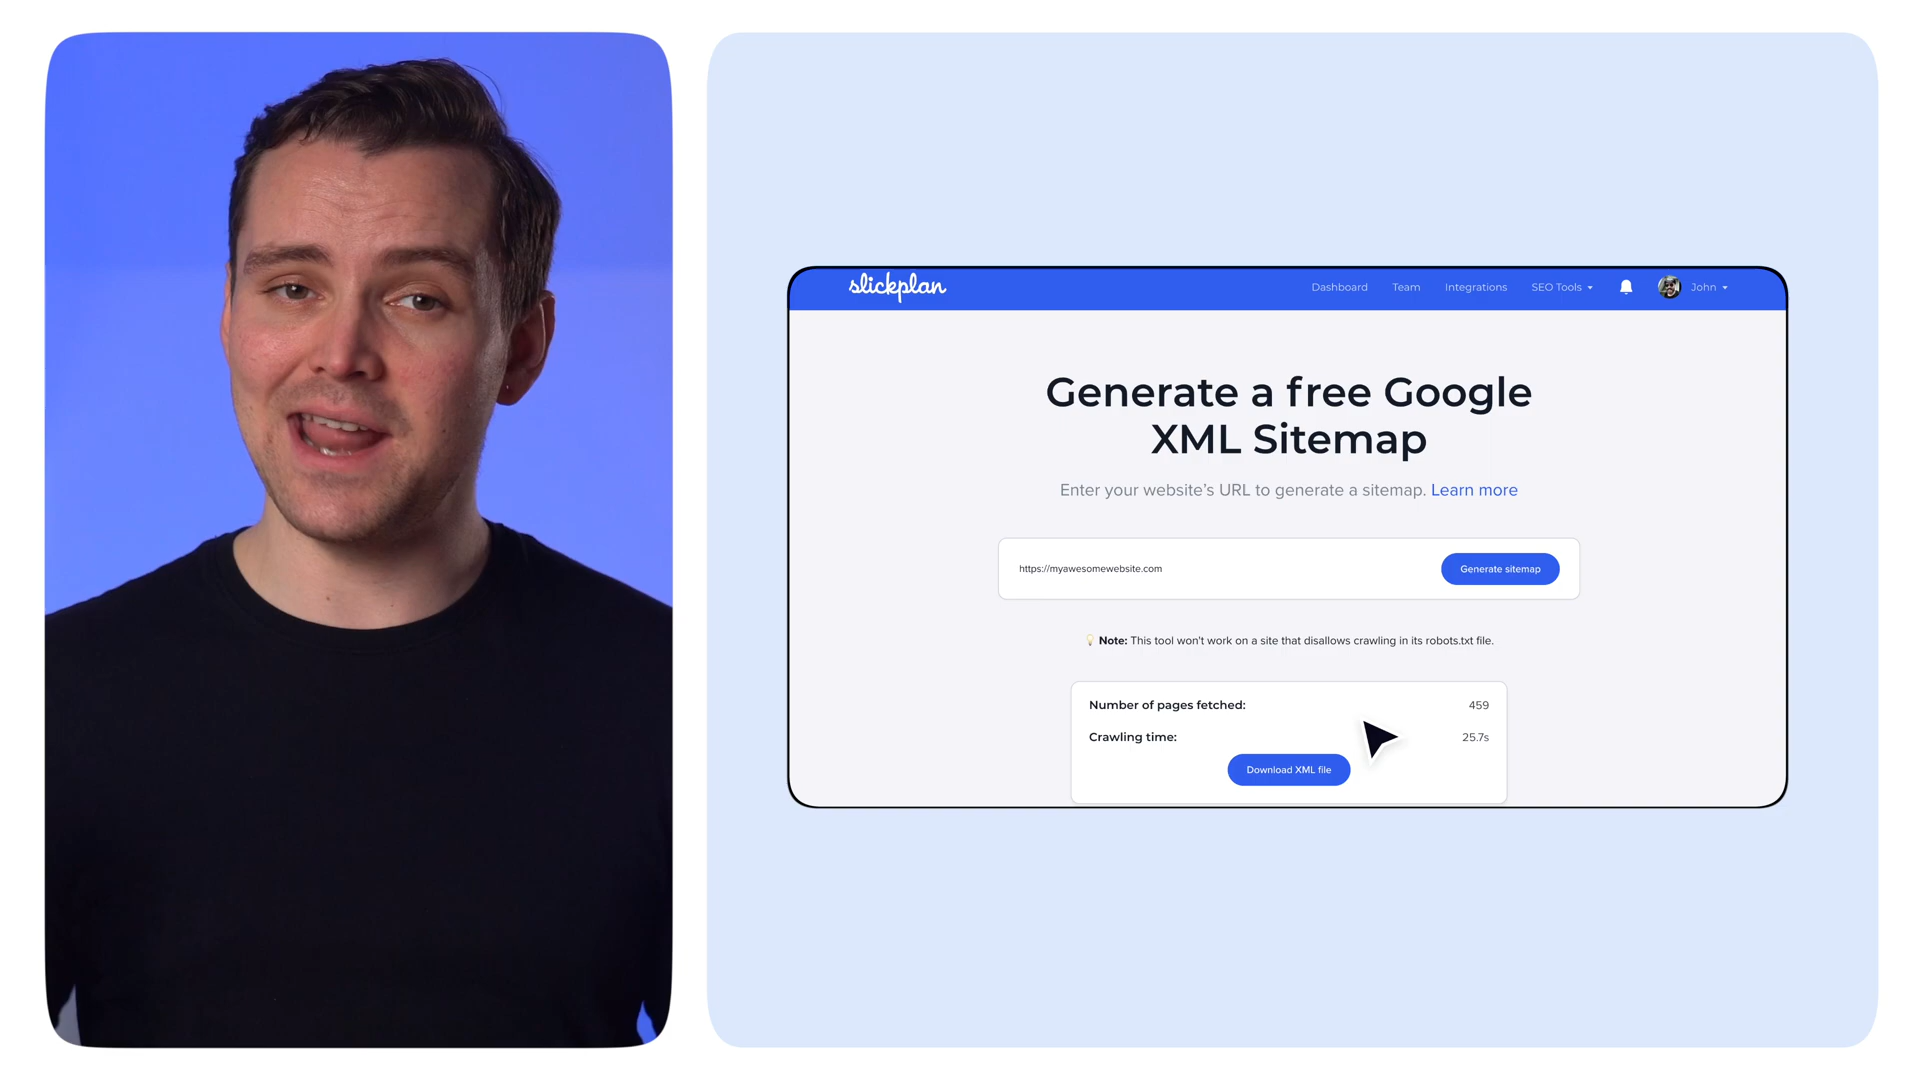 slickplan
Dashboard Team Integrations SEO Tools John
Generate a free Google
XML Sitemap
Enter your website’s URL to generate a sitemap. Learn more
https://myawesomewebsite.com Generate sitemap
Note: This tool won't work on a site that disallows crawling in its robots.txt file.
Number of pages fetched: 459
Crawling time: 25.7s
Download XML file